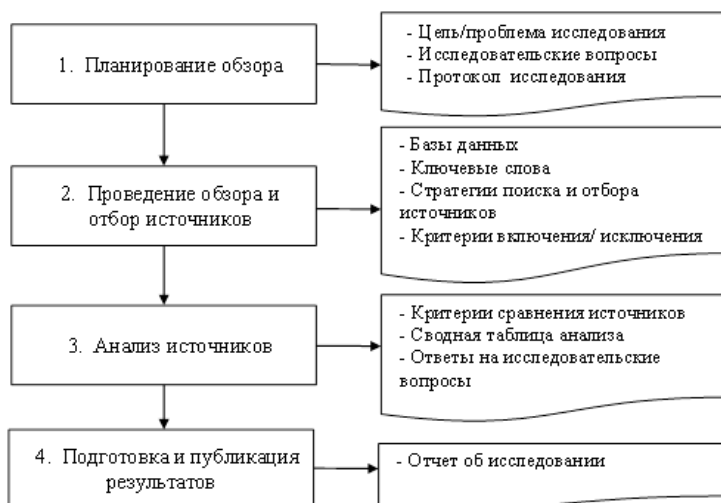 1. Планирование обзора
- Цель/проблема исследования
- Исследовательские вопросы
- Протокол исследования
2. Проведение обзора и
отбор источников
- Базы данных
- Ключевые слова
- Стратегии поиска и отбора
источников
- Критерии включения/ исключения
3. Анализ источников
- Критерии сравнения источников
- Сводная таблица анализа
- Ответы на исследовательские
вопросы
4. Подготовка и публикация
результатов
- Отчет об исследовании